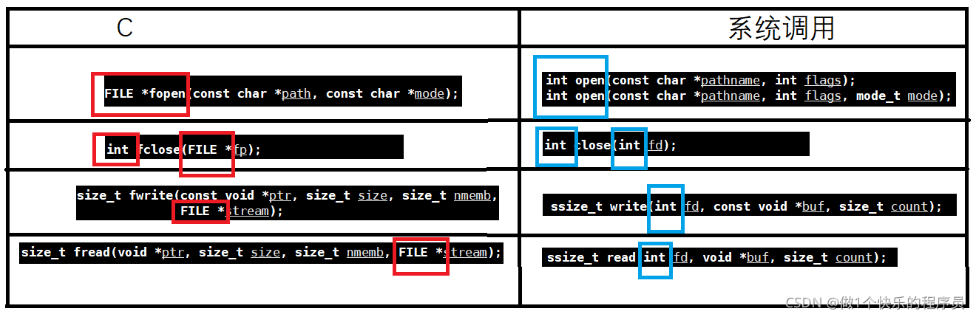 C
系统调用
FILE *fopen(const char *path, const char *mode);
int open(const char *pathname, int flags);
int open(const char *pathname, int flags, mode_t mode);
int fclose(FILE *fp);
int close(int fd);
size_t fwrite(const void *ptr, size_t size, size_t nmemb,
FILE *stream);
ssize_t write(int fd, const void *buf, size_t count);
size_t fread(void *ptr, size_t size, size_t nmemb, FILE *stream);
ssize_t read(int fd, void *buf, size_t count);
CSDN @做1个快乐的程序员